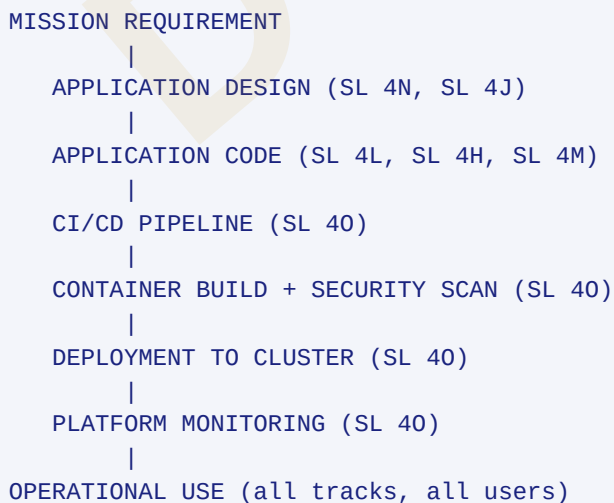 MISSION REQUIREMENT
|
APPLICATION DESIGN (SL 4N, SL 4J)
|
APPLICATION CODE (SL 4L, SL 4H, SL 4M)
|
CI/CD PIPELINE (SL 4O)
|
CONTAINER BUILD + SECURITY SCAN (SL 4O)
|
DEPLOYMENT TO CLUSTER (SL 4O)
|
PLATFORM MONITORING (SL 4O)
|
OPERATIONAL USE (all tracks, all users)